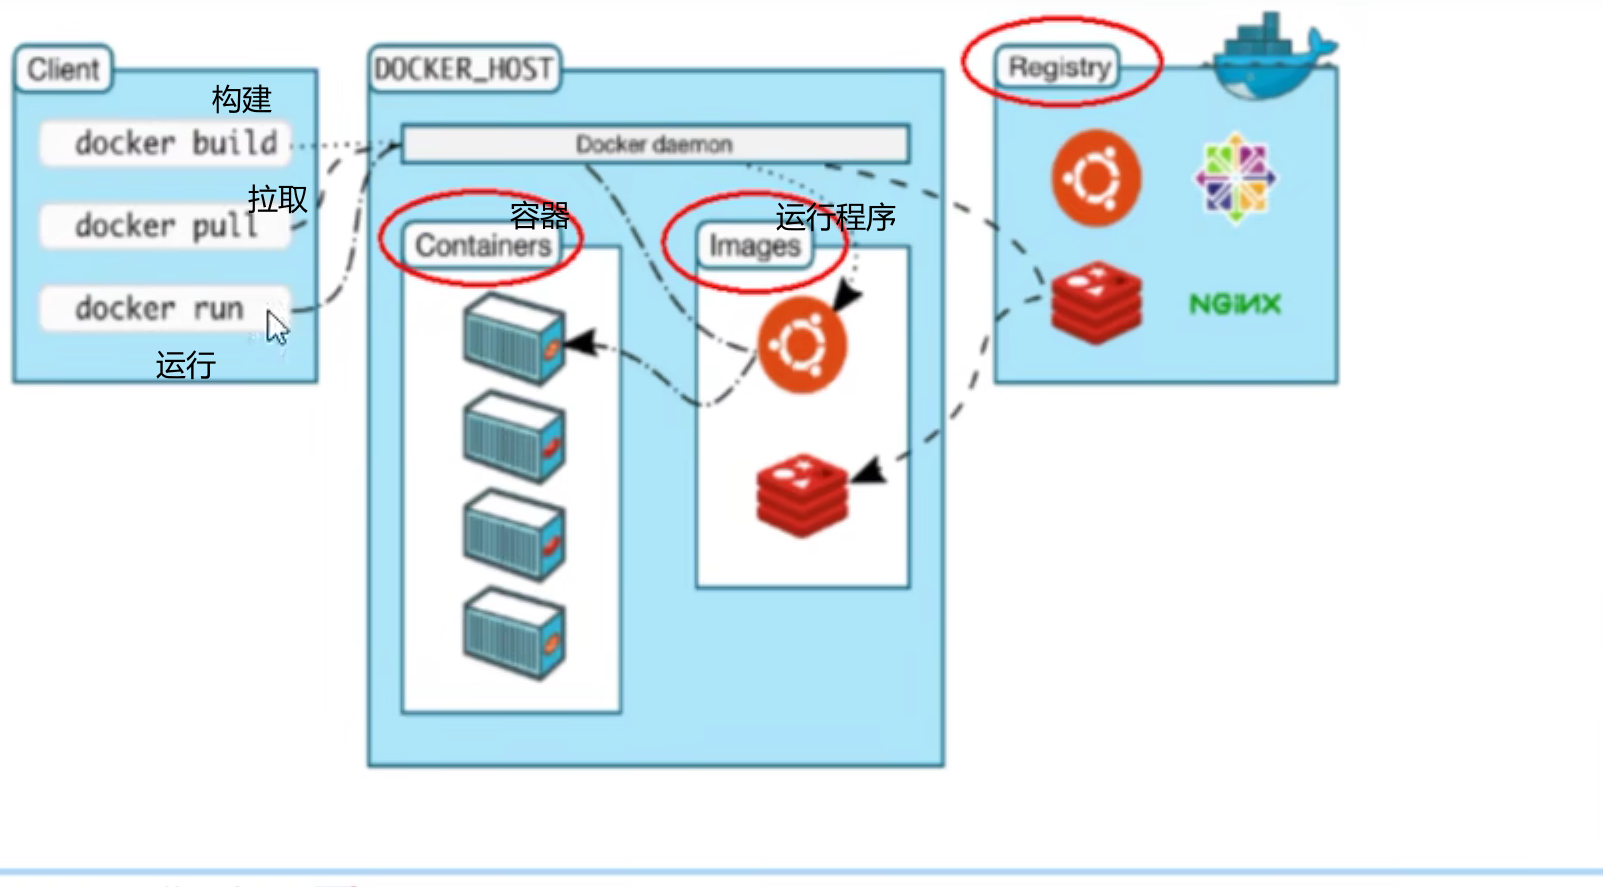 Client
构建
docker build
拉取
docker pull
docker run
运行
DOCKER_HOST
Docker daemon
容器
Containers
运行程序
Images
Registry
NGINX